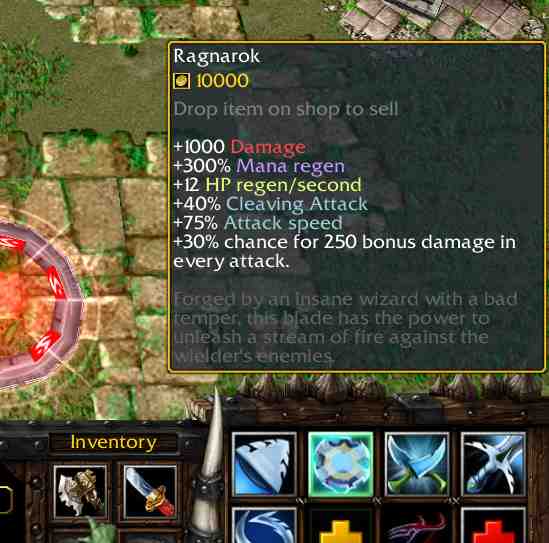 Ragnarok
10000
Drop item on shop to sell
+1000 Damage
+300% Mana regen
+12 HP regen/second
+40% Cleaving Attack
+75% Attack speed
+30% chance for 250 bonus damage in
every attack.
Forged by an insane wizard with a bad
temper, this blade has the power to
unleash a stream of fire against the
wielder's enemies.
Inventory